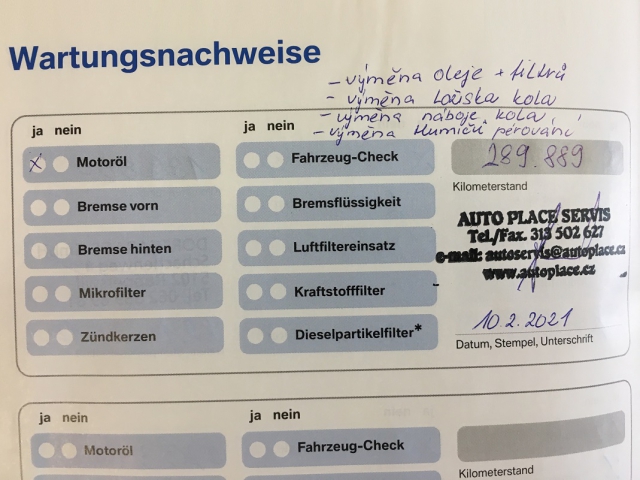 Wartungsnachweise
- výměna oleje + filtrů
- výměna ložiska kola
- výměna náboje kola
- výměna tlumičů pérování
ja nein
Motoröl
Bremse vorn
Bremse hinten
Mikrofilter
Zündkerzen
ja nein
Fahrzeug-Check
Bremsflüssigkeit
Luftfiltereinsatz
Kraftstofffilter
Dieselpartikelfilter*
289.889
Kilometerstand
AUTO PLACE SERVIS
Tel./Fax. 313 502 627
e-mail: autoservis@autoplace.cz
www.autoplace.cz
10.2.2021
Datum, Stempel, Unterschrift
ja nein
Motoröl
ja nein
Fahrzeug-Check
Kilometerstand